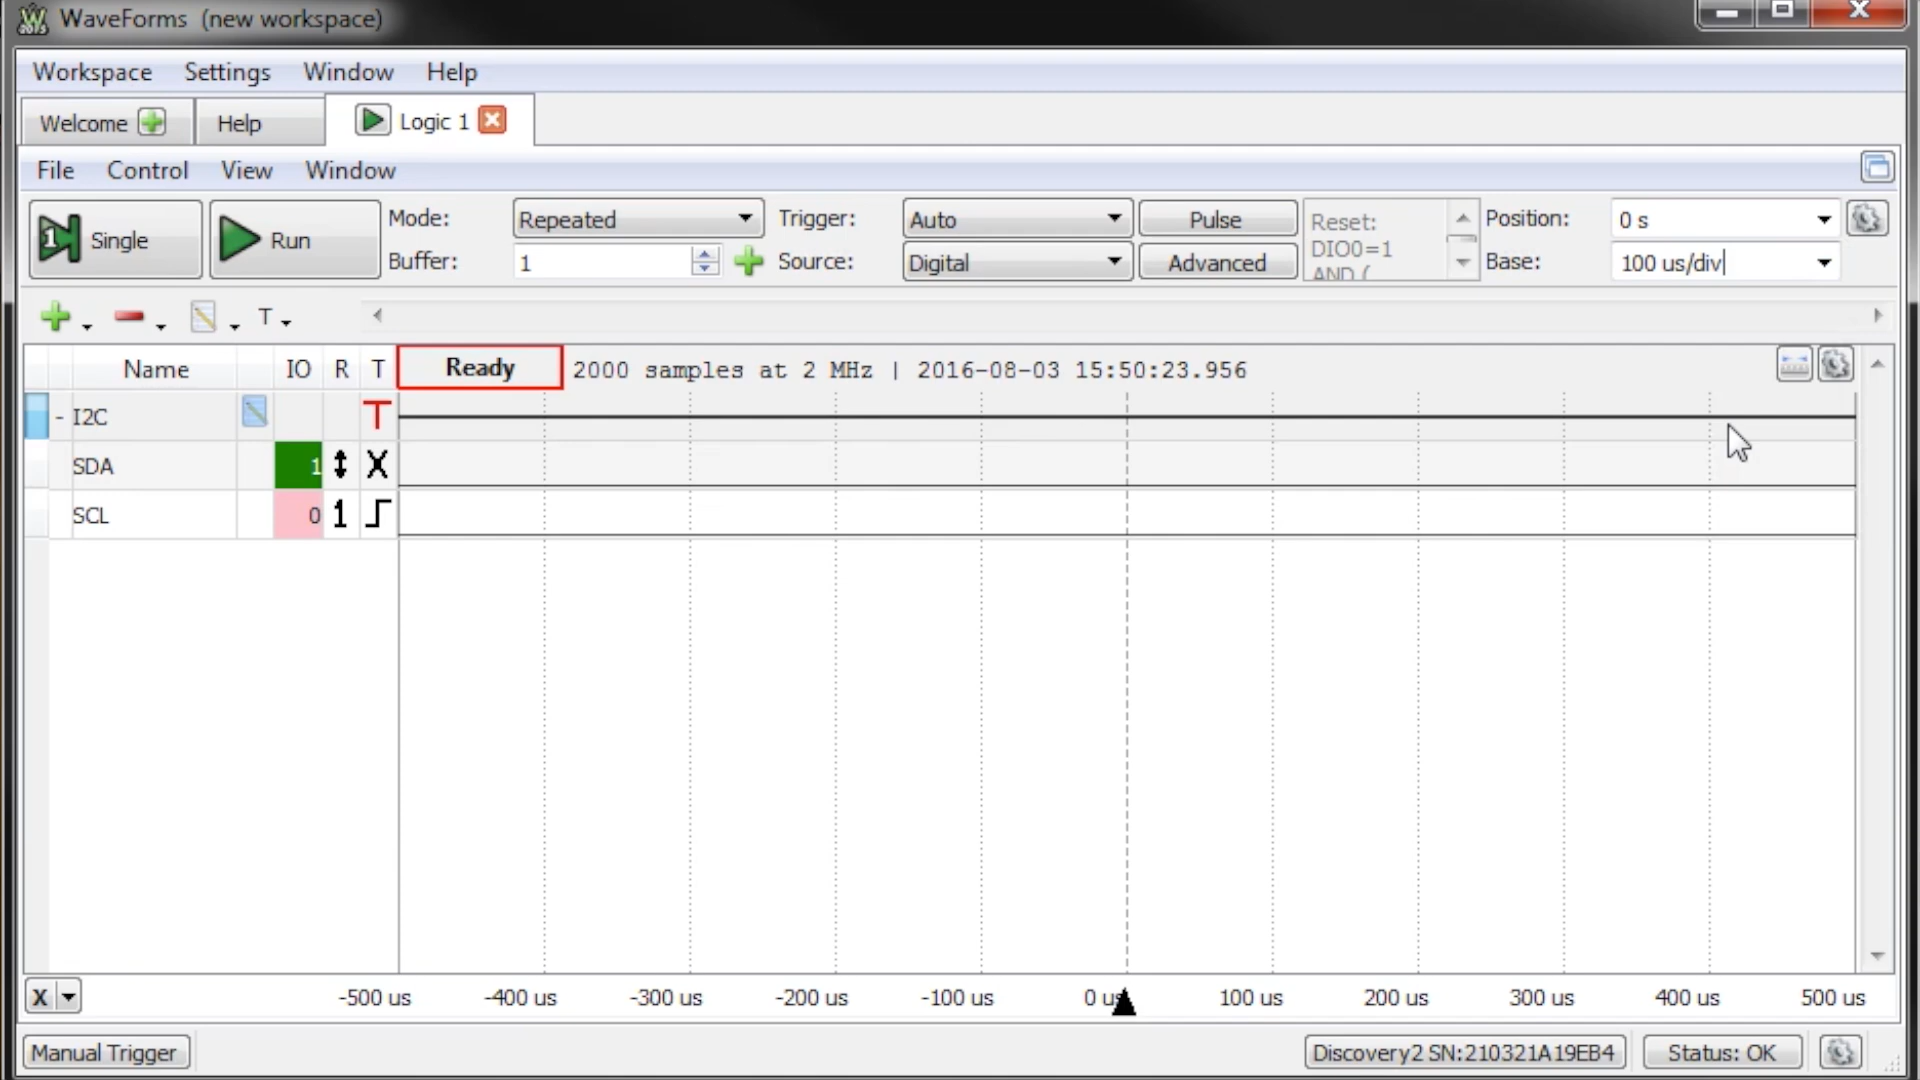 WaveForms (new workspace)
Workspace Settings Window Help
Welcome Help Logic 1
File Control View Window
Single Run Mode: Repeated Trigger: Auto Pulse Reset: Position: 0 s
DIO0=1
Buffer: 1 Source: Digital Advanced AND ( Base: 100 us/div
T
Name IO R T Ready 2000 samples at 2 MHz | 2016-08-03 15:50:23.956
- I2C T
SDA 1 X
SCL 0 1
X -500 us -400 us -300 us -200 us -100 us 0 us 100 us 200 us 300 us 400 us 500 us
Manual Trigger Discovery2 SN:210321A19EB4 Status: OK